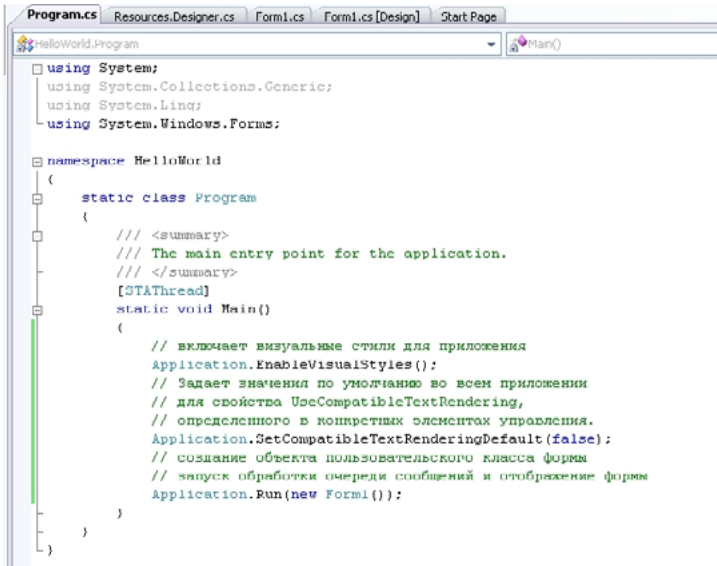 Program.cs Resources.Designer.cs Form1.cs Form1.cs [Design] Start Page
HelloWorld.Program Main()
using System;
using System.Collections.Generic;
using System.Linq;
using System.Windows.Forms;
namespace HelloWorld
{
static class Program
{
/// <summary>
/// The main entry point for the application.
/// </summary>
[STAThread]
static void Main()
{
// включает визуальные стили для приложения
Application.EnableVisualStyles();
// Задает значения по умолчанию во всем приложении
// для свойства UseCompatibleTextRendering,
// определенного в конкретных элементах управления.
Application.SetCompatibleTextRenderingDefault(false);
// создание объекта пользовательского класса формы
// запуск обработки очереди сообщений и отображение формы
Application.Run(new Form1());
}
}
}